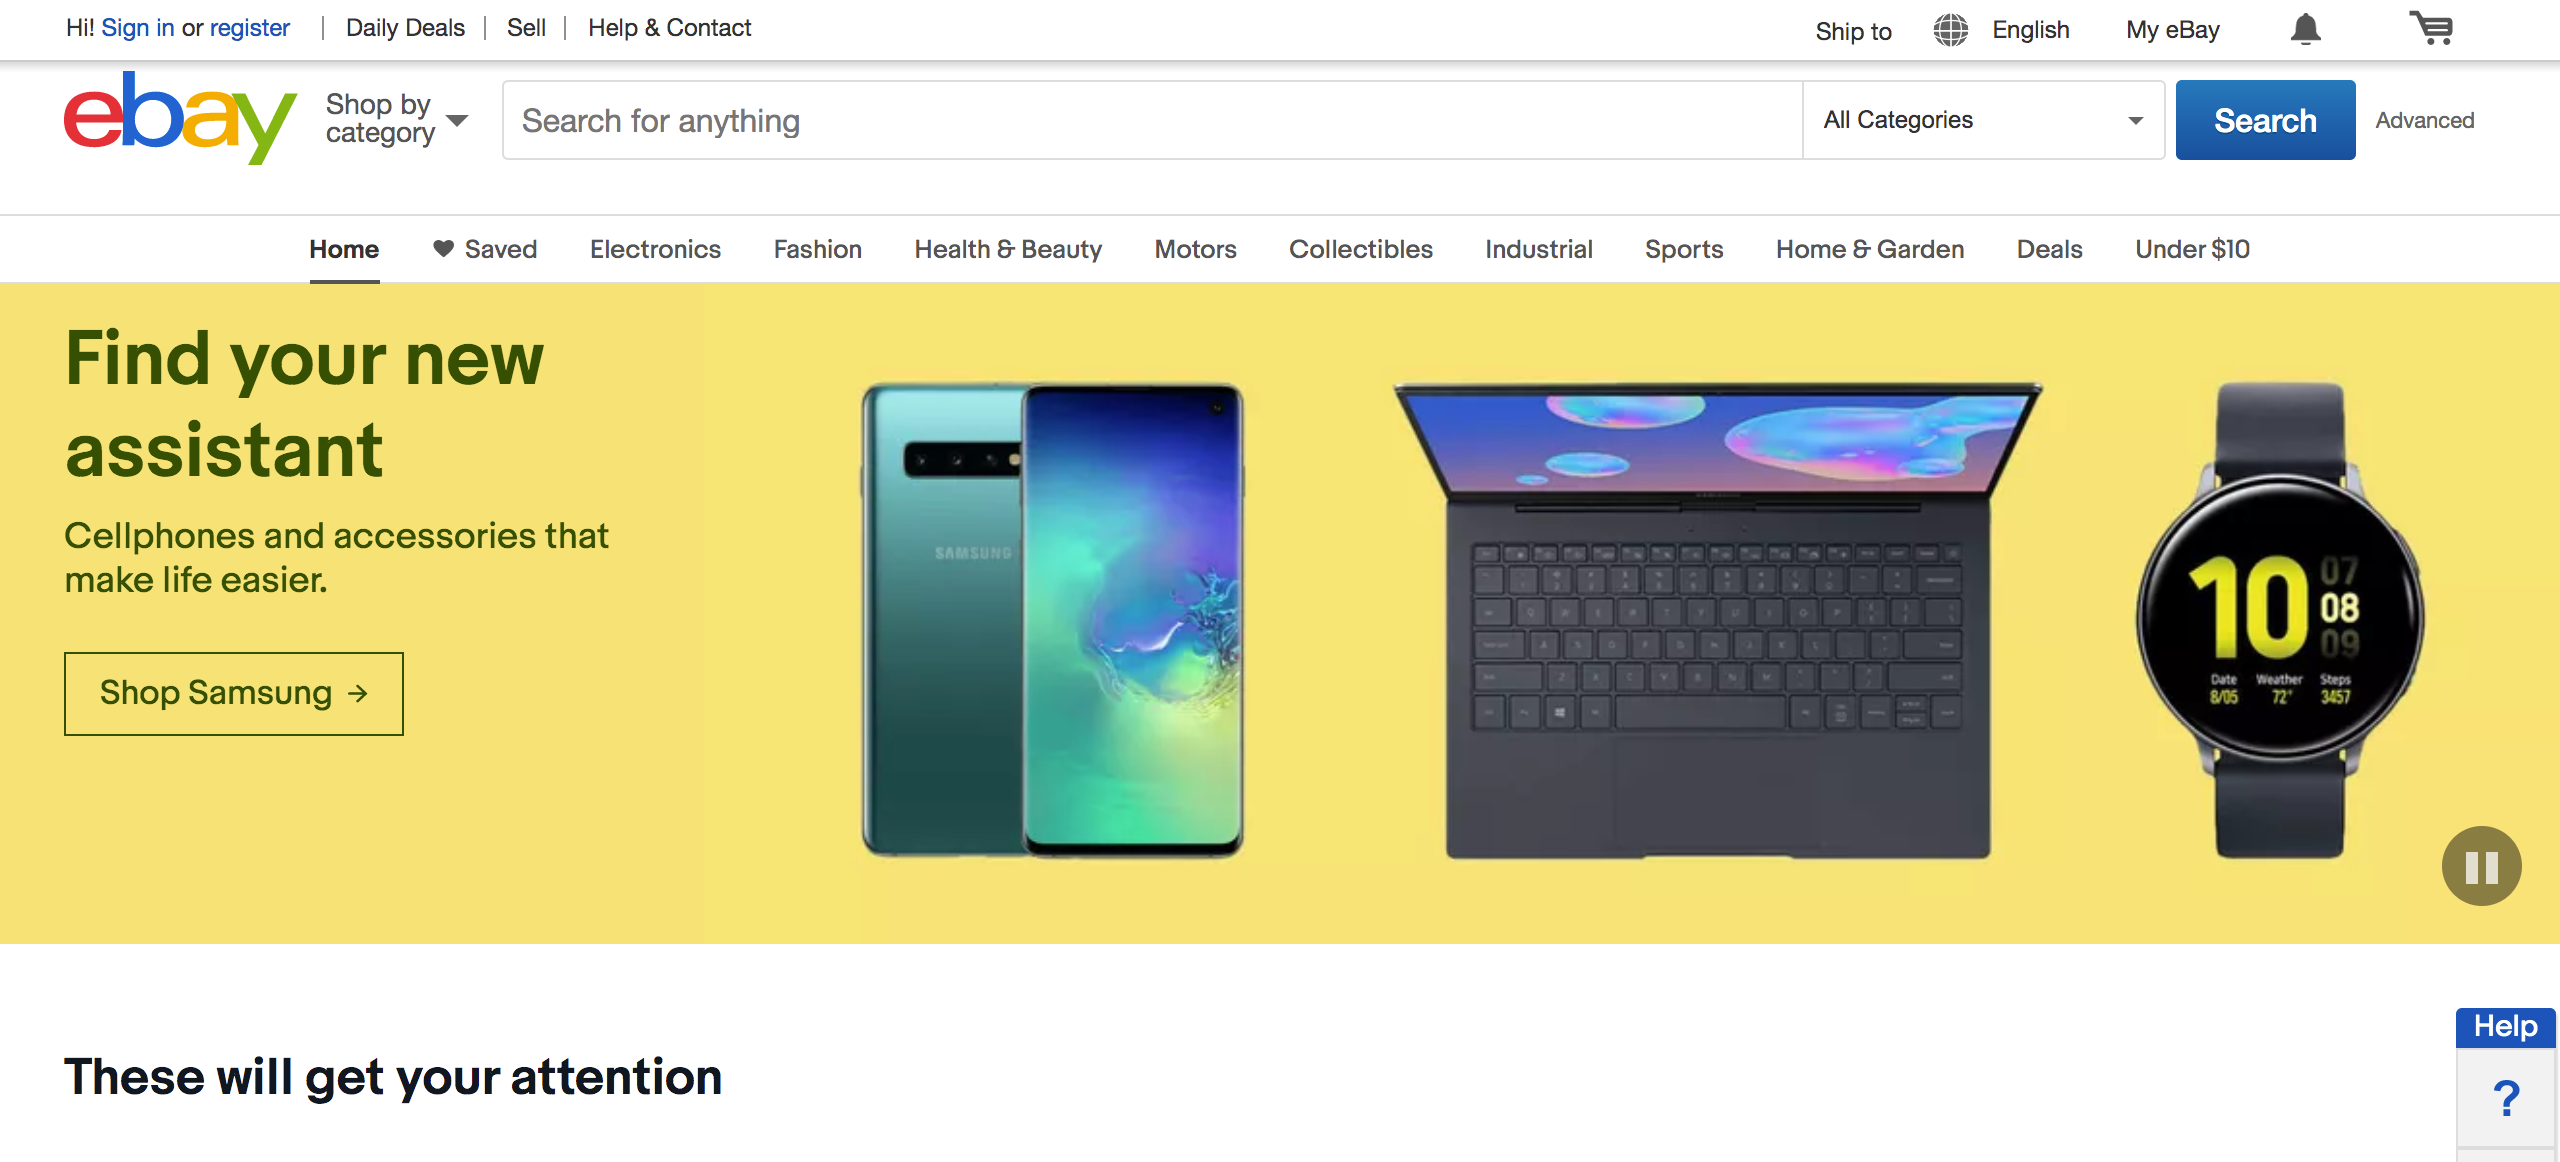 Hi! Sign in or register | Daily Deals | Sell | Help & Contact
Ship to English My eBay
ebay
Shop by
category
Search for anything
All Categories
Search
Advanced
Home Saved Electronics Fashion Health & Beauty Motors Collectibles Industrial Sports Home & Garden Deals Under $10
Find your new
assistant
Cellphones and accessories that
make life easier.
Shop Samsung →
SAMSUNG
10 07
08
09
Date Weather Steps
8/05 72° 3457
These will get your attention
Help
?